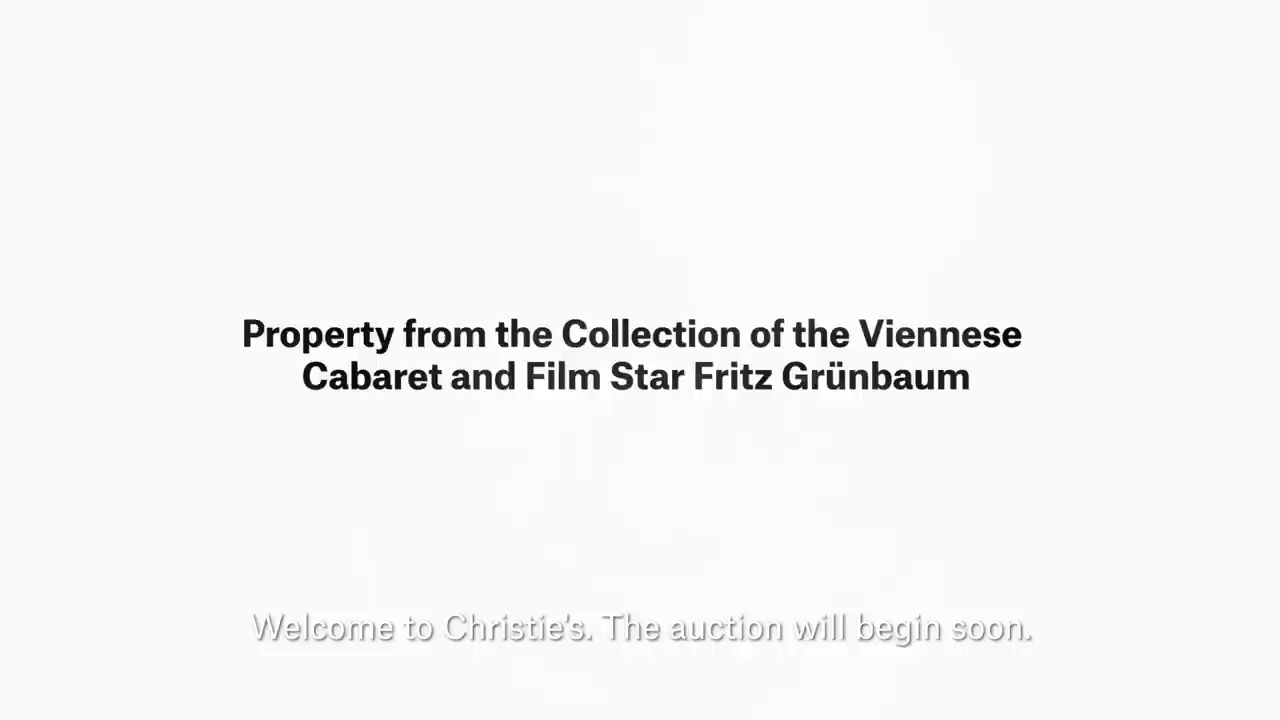 Property from the Collection of the Viennese
Cabaret and Film Star Fritz Grünbaum
Welcome to Christie's. The auction will begin soon.